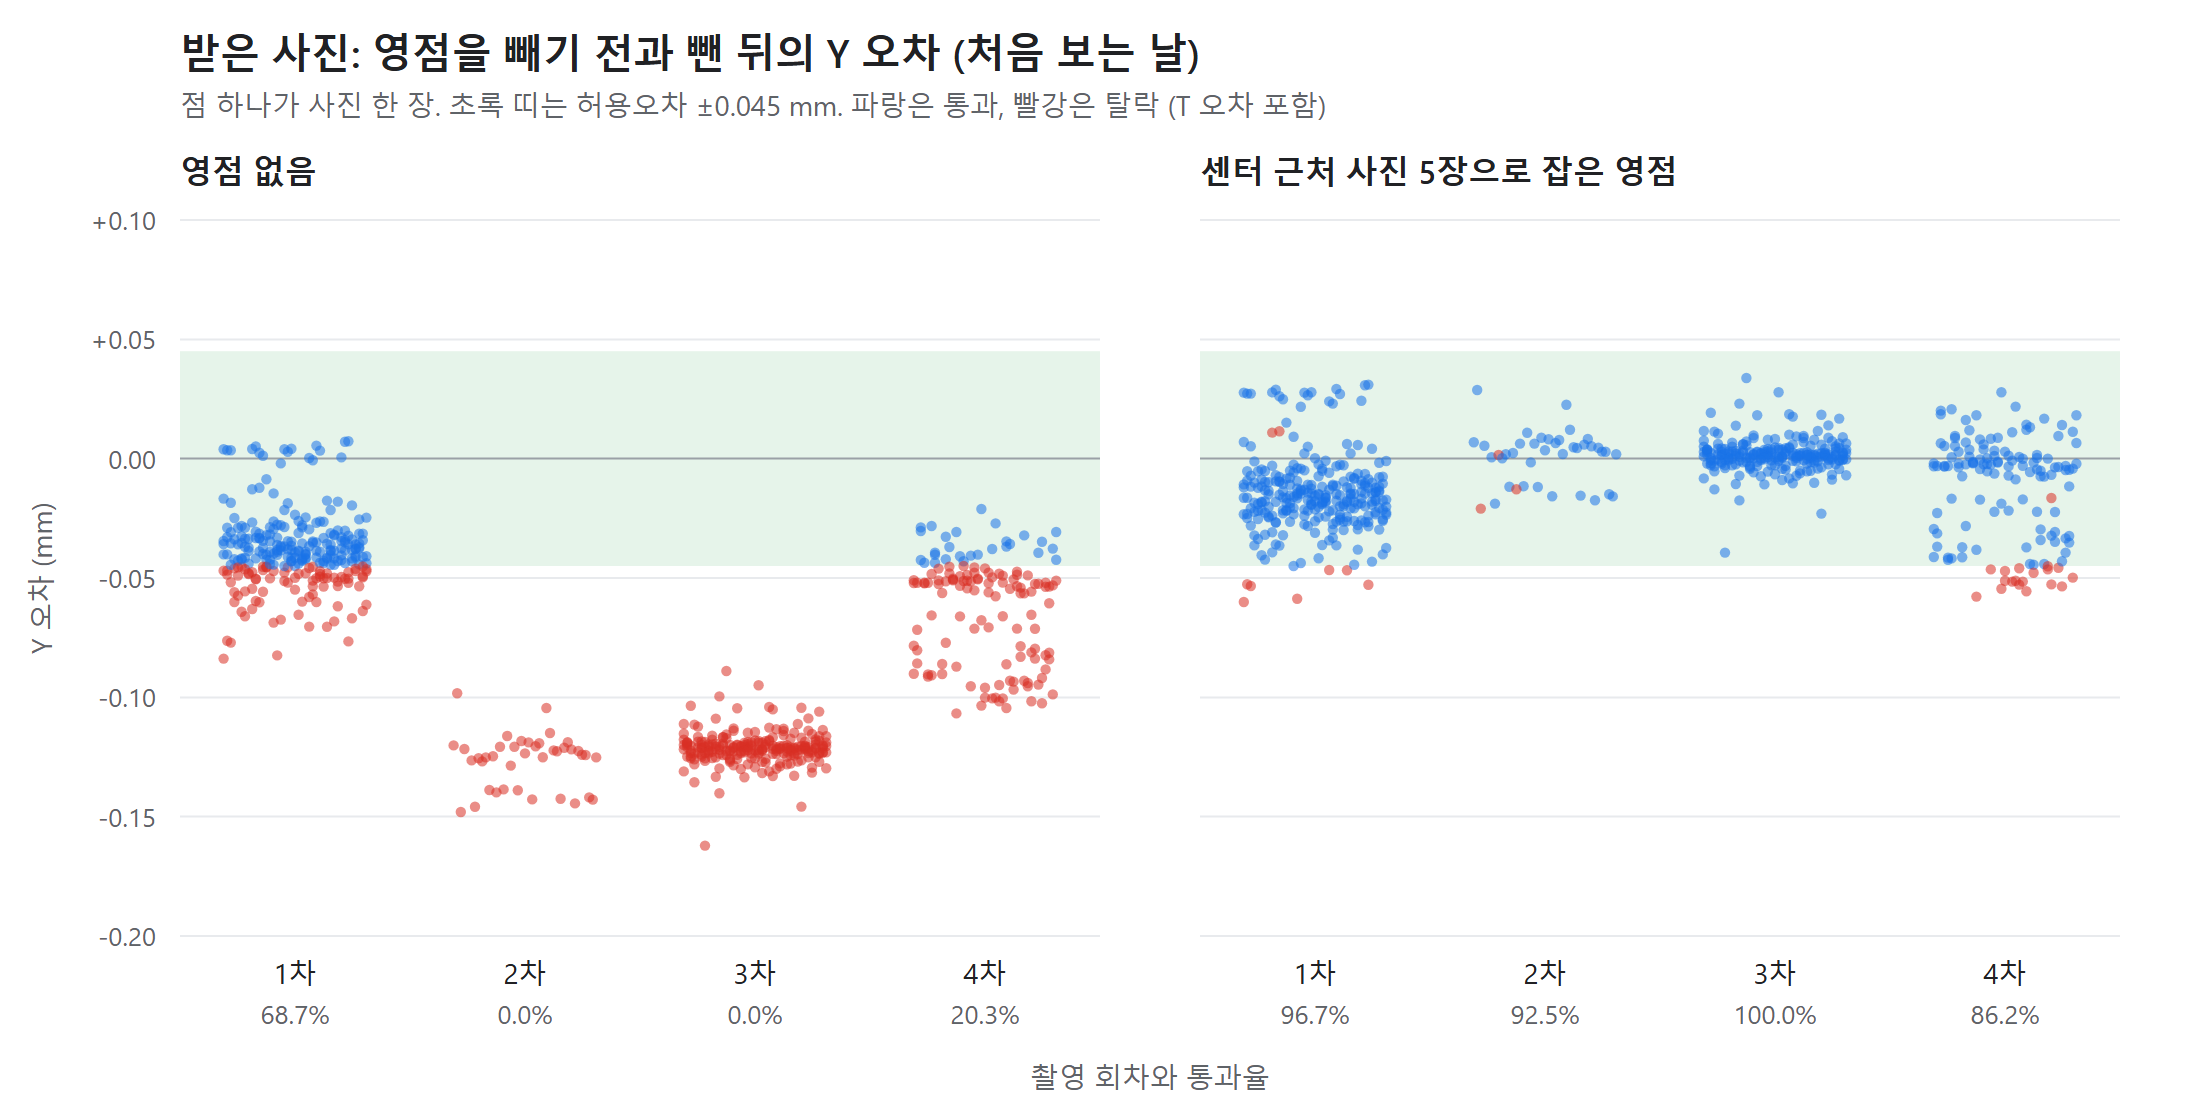 받은 사진: 영점을 빼기 전과 뺀 뒤의 Y 오차 (처음 보는 날)
점 하나가 사진 한 장. 초록 띠는 허용오차 ±0.045 mm. 파랑은 통과, 빨강은 탈락 (T 오차 포함)
영점 없음
센터 근처 사진 5장으로 잡은 영점
+0.10
+0.05
0.00
-0.05
-0.10
-0.15
-0.20
Y 오차 (mm)
1차 2차 3차 4차
68.7% 0.0% 0.0% 20.3%
1차 2차 3차 4차
96.7% 92.5% 100.0% 86.2%
촬영 회차와 통과율